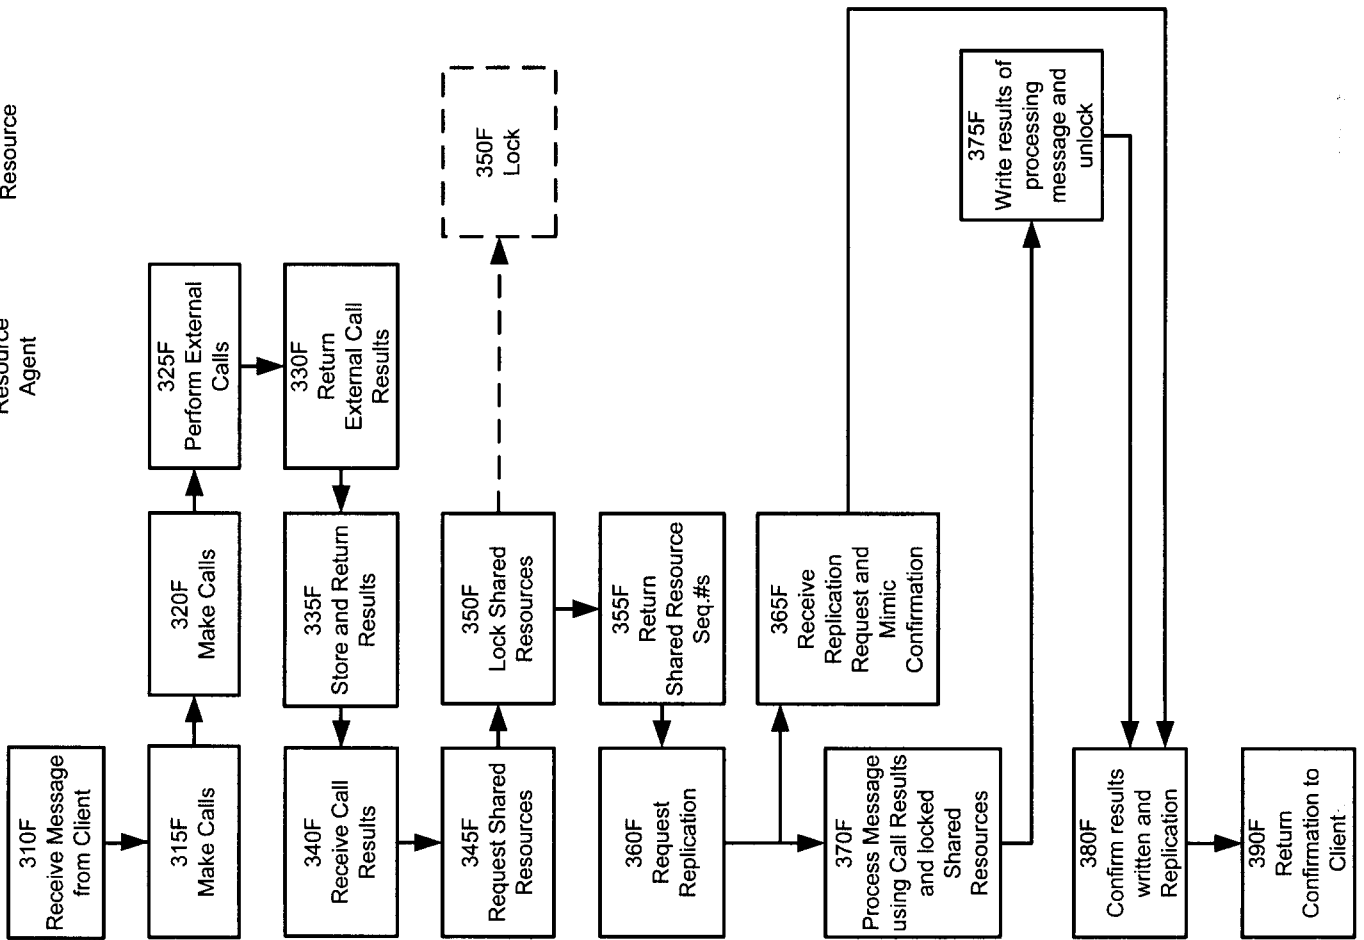 Resource
Resource
Agent
310F
Receive Message
from Client
315F
Make Calls
320F
Make Calls
325F
Perform External
Calls
330F
Return
External Call
Results
335F
Store and Return
Results
340F
Receive Call
Results
345F
Request Shared
Resources
350F
Lock Shared
Resources
350F
Lock
355F
Return
Shared Resource
Seq.#s
360F
Request
Replication
365F
Receive
Replication
Request and
Mimic
Confirmation
370F
Process Message
using Call Results
and locked
Shared
Resources
375F
Write results of
processing
message and
unlock
380F
Confirm results
written and
Replication
390F
Return
Confirmation to
Client